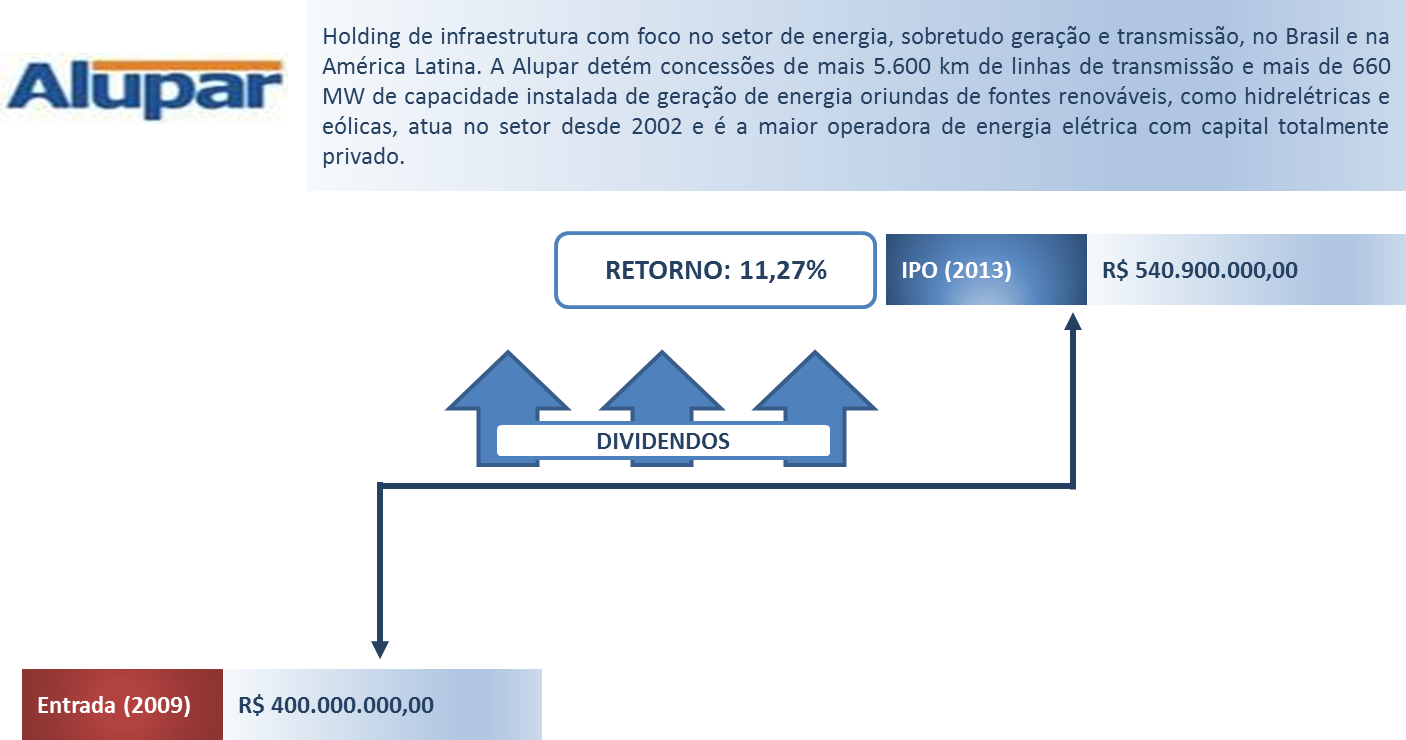 Alupar
Holding de infraestrutura com foco no setor de energia, sobretudo geração e transmissão, no Brasil e na
América Latina. A Alupar detém concessões de mais 5.600 km de linhas de transmissão e mais de 660
MW de capacidade instalada de geração de energia oriundas de fontes renováveis, como hidrelétricas e
eólicas, atua no setor desde 2002 e é a maior operadora de energia elétrica com capital totalmente
privado.
RETORNO: 11,27%
IPO (2013)
R$ 540.900.000,00
DIVIDENDOS
Entrada (2009)
R$ 400.000.000,00